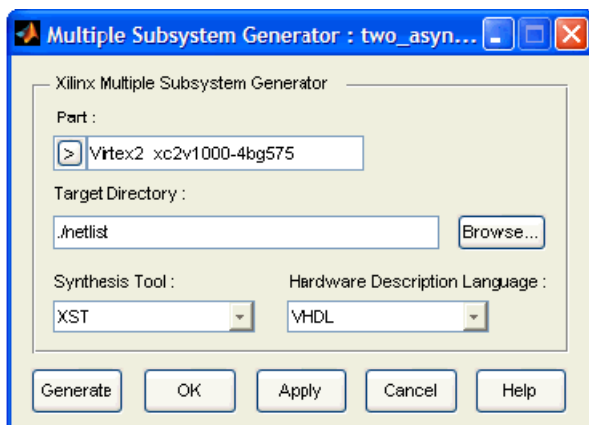 Multiple Subsystem Generator : two_asyn...
Xilinx Multiple Subsystem Generator
Part :
> Virtex2 xc2v1000-4bg575
Target Directory :
./netlist Browse...
Synthesis Tool : Hardware Description Language :
XST VHDL
Generate OK Apply Cancel Help